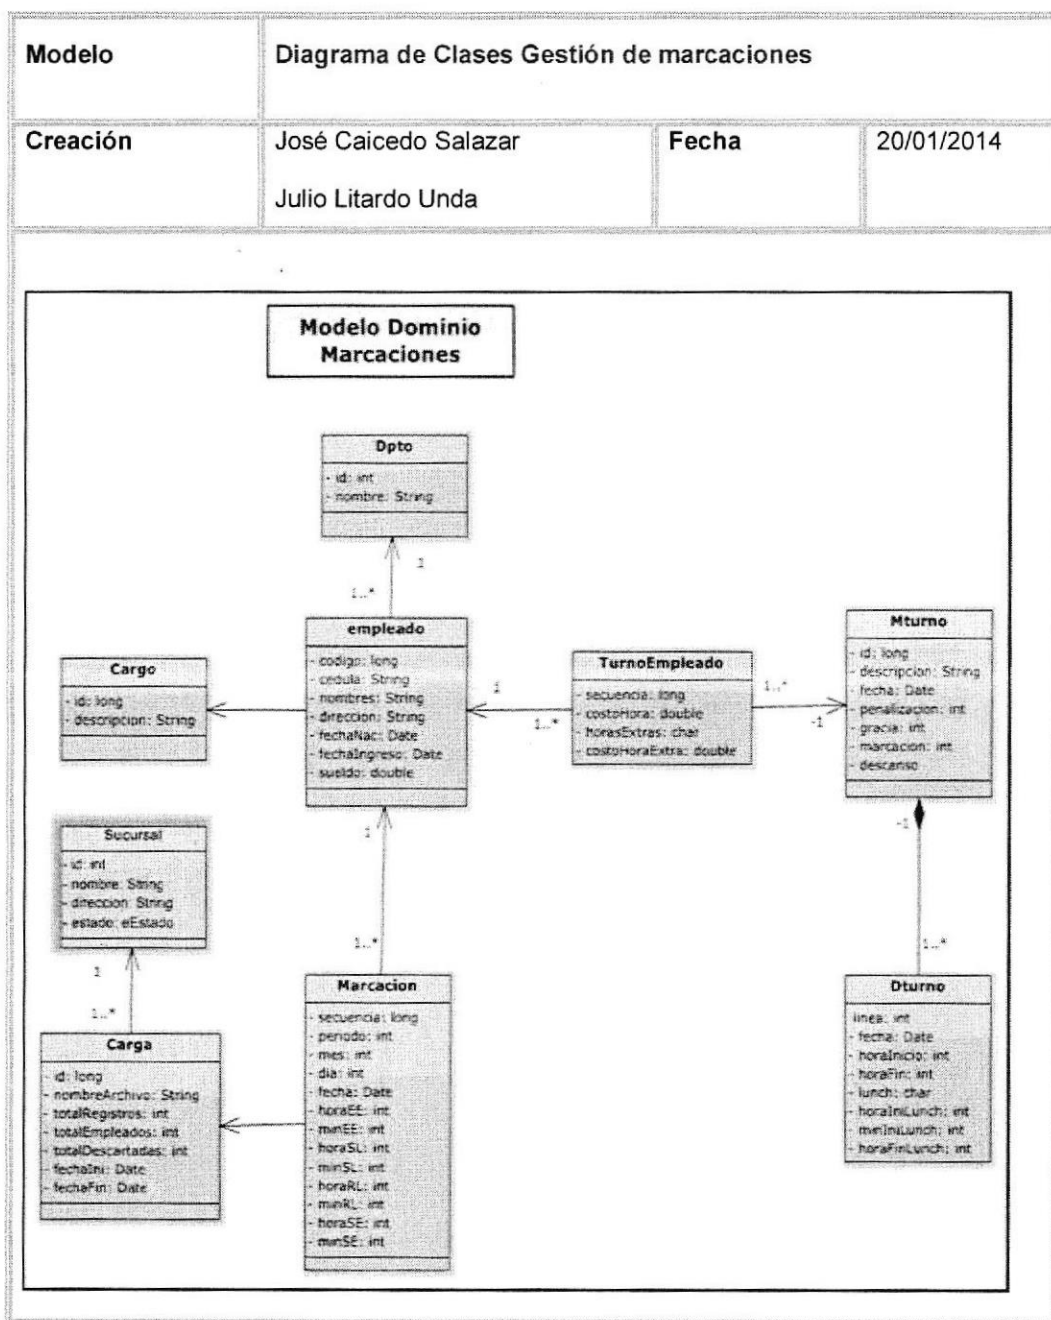 Modelo
Diagrama de Clases Gestión de marcaciones
Creación
José Caicedo Salazar
Julio Litardo Unda
Fecha
20/01/2014
Modelo Dominio
Marcaciones
Dpto
- id: int
- nombre: String
1
1..*
empleado
- codigo: long
- cedula: String
- nombres: String
- direccion: String
- fechaNac: Date
- fechaIngreso: Date
- sueldo: double
Cargo
- id: long
- descripcion: String
TurnoEmpleado
- secuencia: long
- costoHora: double
- horasExtras: char
- costoHoraExtra: double
1
1..*
1..*
-1
Mturno
- id: long
- descripcion: String
- fecha: Date
- penalizacion: int
- gracia: int
- marcacion: int
- descanso
Sucursal
- id: int
- nombre: String
- direccion: String
- estado: eEstado
1
1..*
1
1..*
-1
1..*
Carga
- id: long
- nombreArchivo: String
- totalRegistros: int
- totalEmpleados: int
- totalDescartadas: int
- fechaIni: Date
- fechaFin: Date
Marcacion
- secuencia: long
- periodo: int
- mes: int
- dia: int
- fecha: Date
- horaEE: int
- minEE: int
- horaSL: int
- minSL: int
- horaRL: int
- minRL: int
- horaSE: int
- minSE: int
Dturno
linea: int
- fecha: Date
- horaInicio: int
- horaFin: int
- lunch: char
- horaIniLunch: int
- minIniLunch: int
- horaFinLunch: int